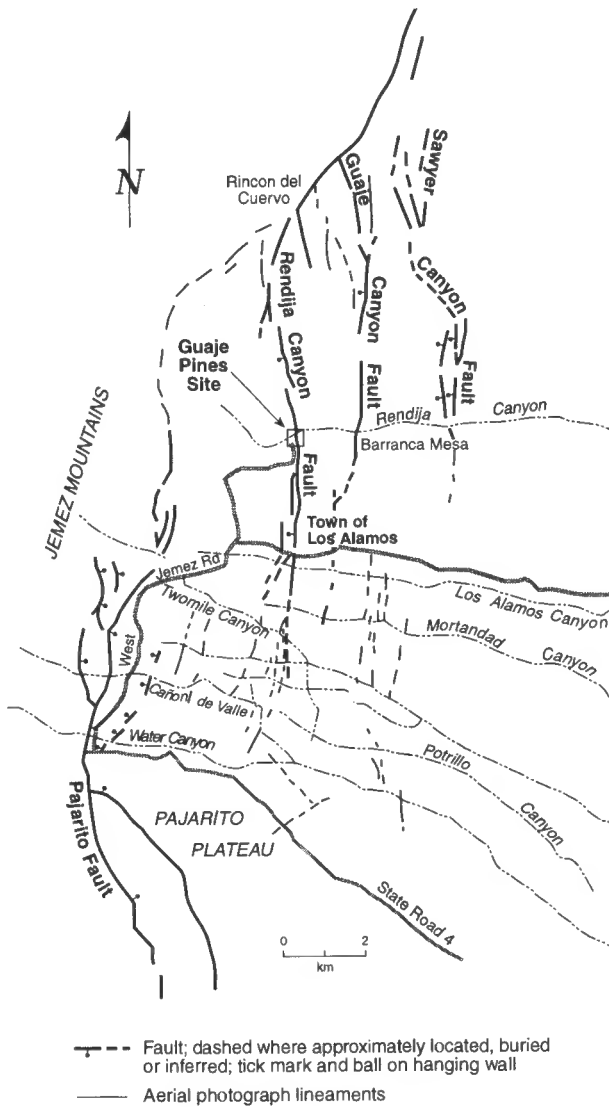 N
Rincon del
Cuervo
Guaje
Canyon
Fault
Sawyer
Canyon
Fault
Rendija
Canyon
Fault
Guaje
Pines
Site
Rendija
Canyon
Barranca Mesa
JEMEZ MOUNTAINS
Town of
Los Alamos
Jemez Rd
West
Los Alamos Canyon
Twomile Canyon
Mortandad
Canyon
Cañon de Valle
Water Canyon
Potrillo
Canyon
Pajarito Fault
PAJARITO
PLATEAU
State Road 4
0 2
km
Fault; dashed where approximately located, buried
or inferred; tick mark and ball on hanging wall
Aerial photograph lineaments